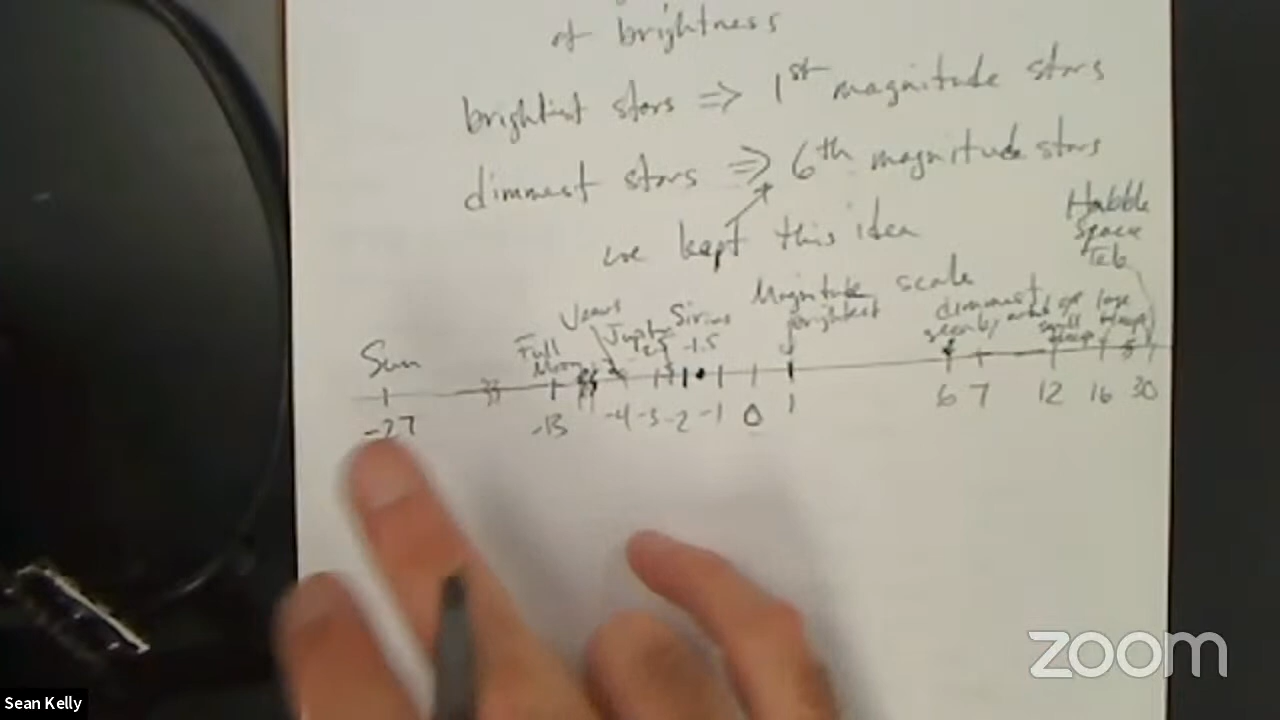 of brightness
brightest stars => 1st magnitude stars
dimmest stars => 6th magnitude stars
we kept this idea
Hubble
Space
Tele
Magnitude scale
Venus
Sirius
-1.5
brightest
dimmest
Full
Moon
Sun
-27 -13 -4 -3 -2 -1 0 1 6 7 12 16 30
zoom
Sean Kelly